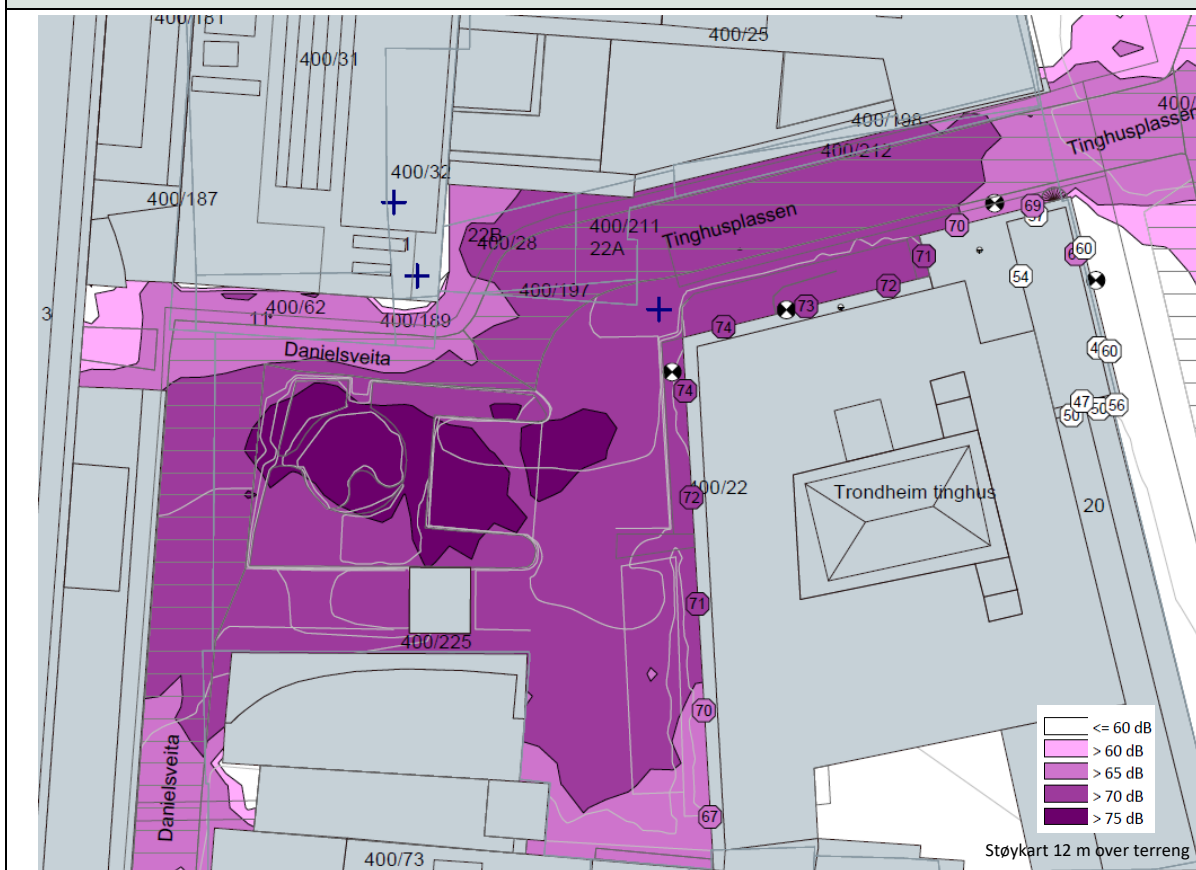 400/181
400/25
400/31
400/
Tinghusplassen
400/198
400/212
400/32
400/187
69
70
60
Tinghusplassen
400/211
22B
400/28
22A
1
71
54
72
400/197
73
400/62
11
400/189
3
74
60
Danielsveita
74
47
50
50
56
72
400/22
Trondheim tinghus
20
71
400/225
70
<= 60 dB
> 60 dB
> 65 dB
> 70 dB
> 75 dB
Danielsveita
67
Støykart 12 m over terreng
400/73